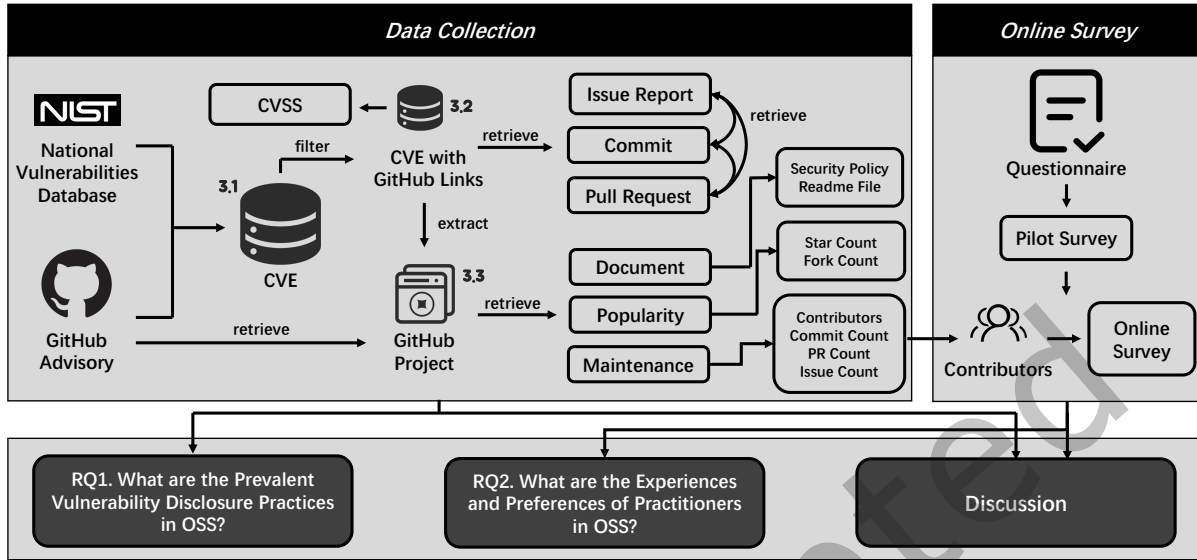 Data Collection
Online Survey
NIST
National
Vulnerabilities
Database
GitHub
Advisory
3.1
CVE
filter
CVSS
3.2
CVE with
GitHub Links
retrieve
extract
3.3
GitHub
Project
retrieve
retrieve
Issue Report
Commit
Pull Request
retrieve
Document
Popularity
Maintenance
Security Policy
Readme File
Star Count
Fork Count
Contributors
Commit Count
PR Count
Issue Count
Questionnaire
Pilot Survey
Contributors
Online
Survey
RQ1. What are the Prevalent
Vulnerability Disclosure Practices
in OSS?
RQ2. What are the Experiences
and Preferences of Practitioners
in OSS?
Discussion